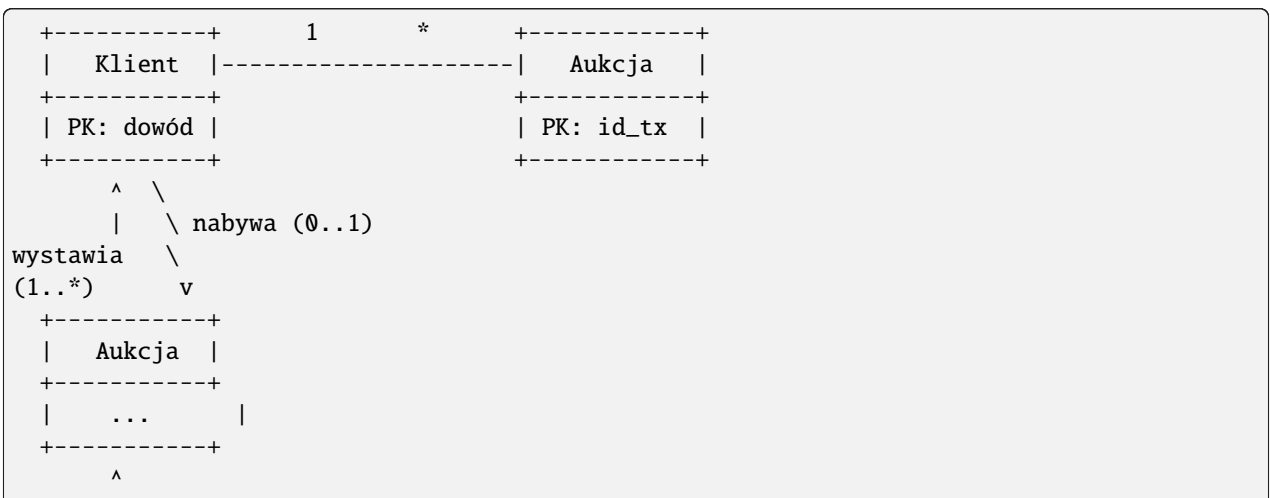 +-----------+      1       *      +------------+
|   Klient  |---------------------|   Aukcja   |
+-----------+                     +------------+
| PK: dowód |                     | PK: id_tx  |
+-----------+                     +------------+
     ^  \
     |   \ nabywa (0..1)
wystawia   \
(1..*)      v
+-----------+
|   Aukcja  |
+-----------+
|    ...      |
+-----------+
     ^